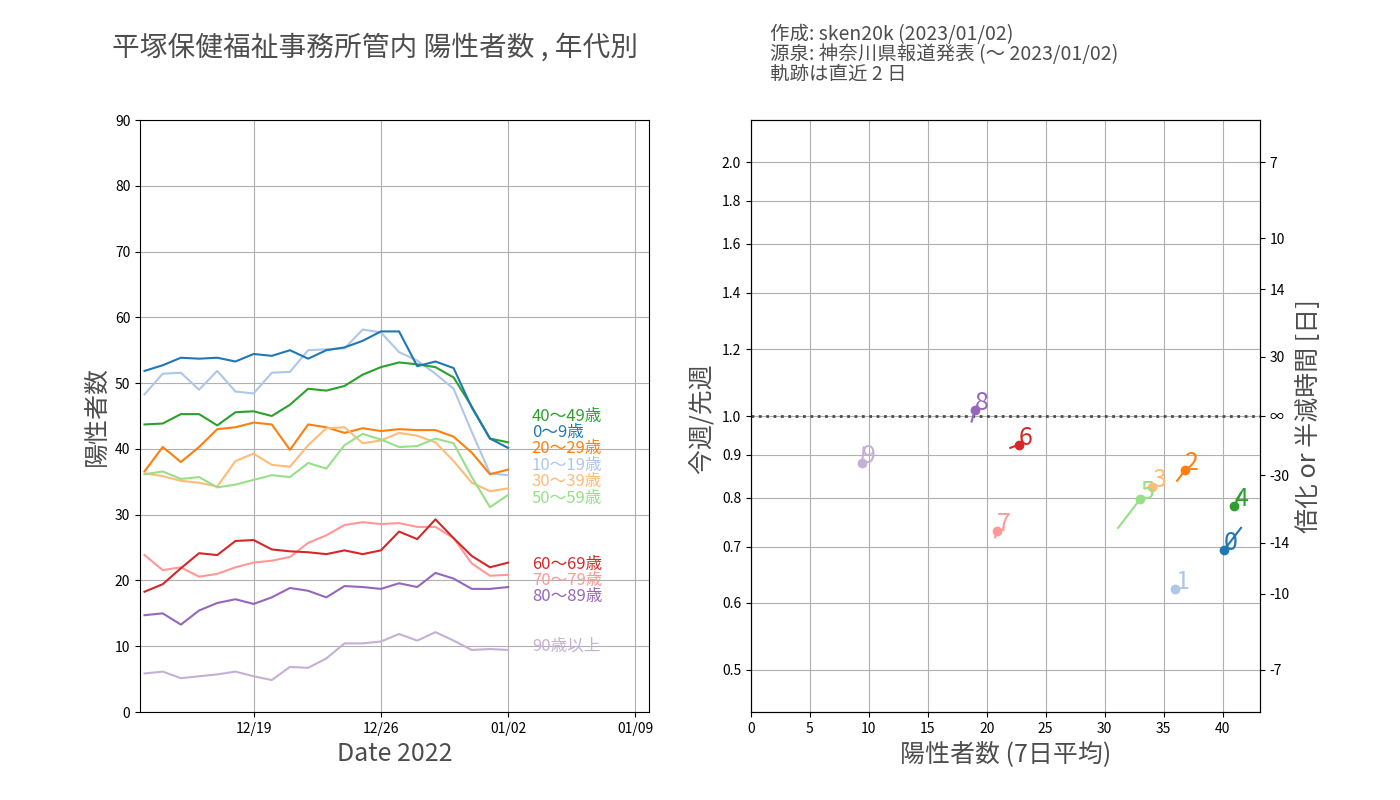 平塚保健福祉事務所管内 陽性者数 , 年代別
作成: sken20k (2023/01/02)
源泉: 神奈川県報道発表 (～ 2023/01/02)
軌跡は直近 2 日
90
80
70
60
50
40
30
20
10
0
陽性者数
40～49歳
0～9歳
20～29歳
10～19歳
30～39歳
50～59歳
60～69歳
70～79歳
80～89歳
90歳以上
12/19
12/26
01/02
01/09
Date 2022
2.0
1.8
1.6
1.4
1.2
1.0
0.9
0.8
0.7
0.6
0.5
今週/先週
8
6
9
2
3
5
4
7
0
1
7
10
14
30
∞
-30
-14
-10
-7
倍化 or 半減時間 [日]
0
5
10
15
20
25
30
35
40
陽性者数 (7日平均)